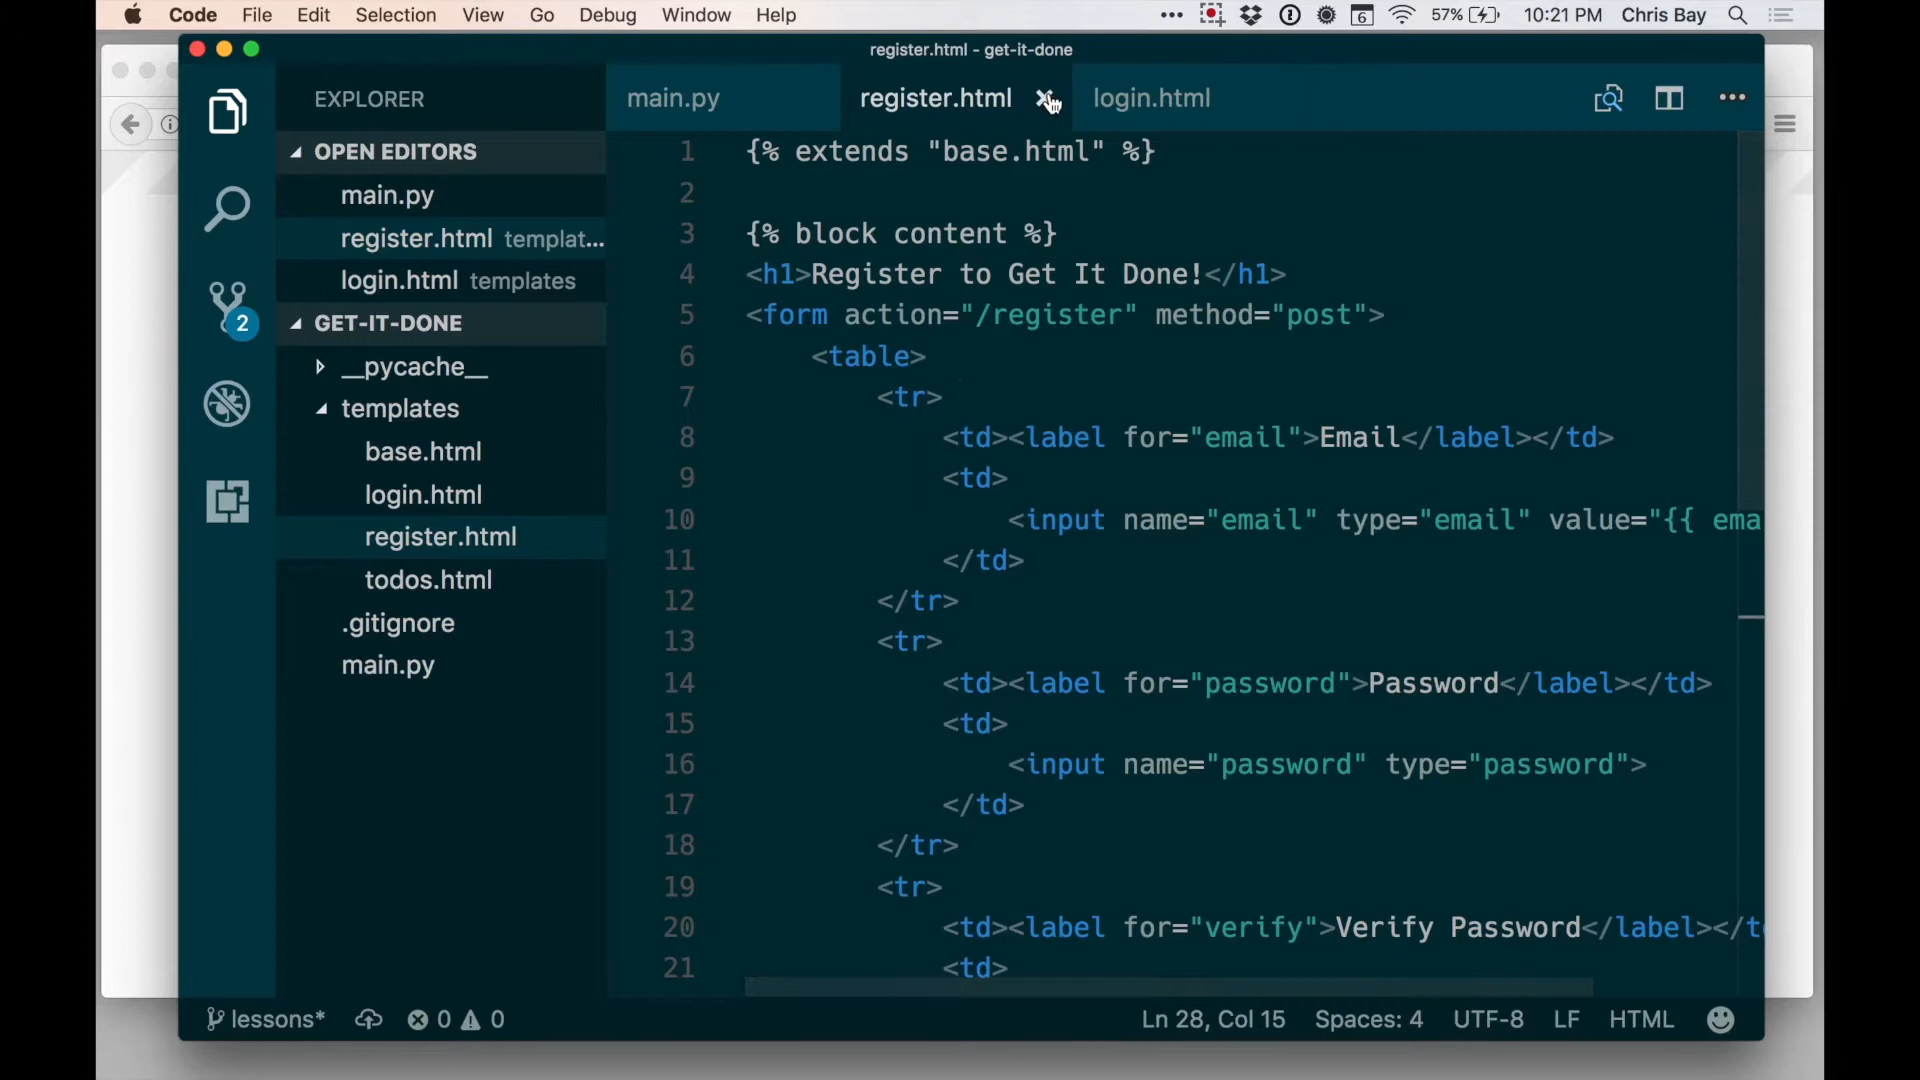 Code File Edit Selection View Go Debug Window Help 6 57% 10:21 PM Chris Bay
register.html - get-it-done
EXPLORER
main.py register.html login.html
OPEN EDITORS
main.py
register.html templat...
login.html templates
GET-IT-DONE
__pycache__
templates
base.html
login.html
register.html
todos.html
.gitignore
main.py
2
1 {% extends "base.html" %}
2
3 {% block content %}
4 <h1>Register to Get It Done!</h1>
5 <form action="/register" method="post">
6 <table>
7 <tr>
8 <td><label for="email">Email</label></td>
9 <td>
10 <input name="email" type="email" value="{{ ema
11 </td>
12 </tr>
13 <tr>
14 <td><label for="password">Password</label></td>
15 <td>
16 <input name="password" type="password">
17 </td>
18 </tr>
19 <tr>
20 <td><label for="verify">Verify Password</label></t
21 <td>
lessons* 0 0 Ln 28, Col 15 Spaces: 4 UTF-8 LF HTML